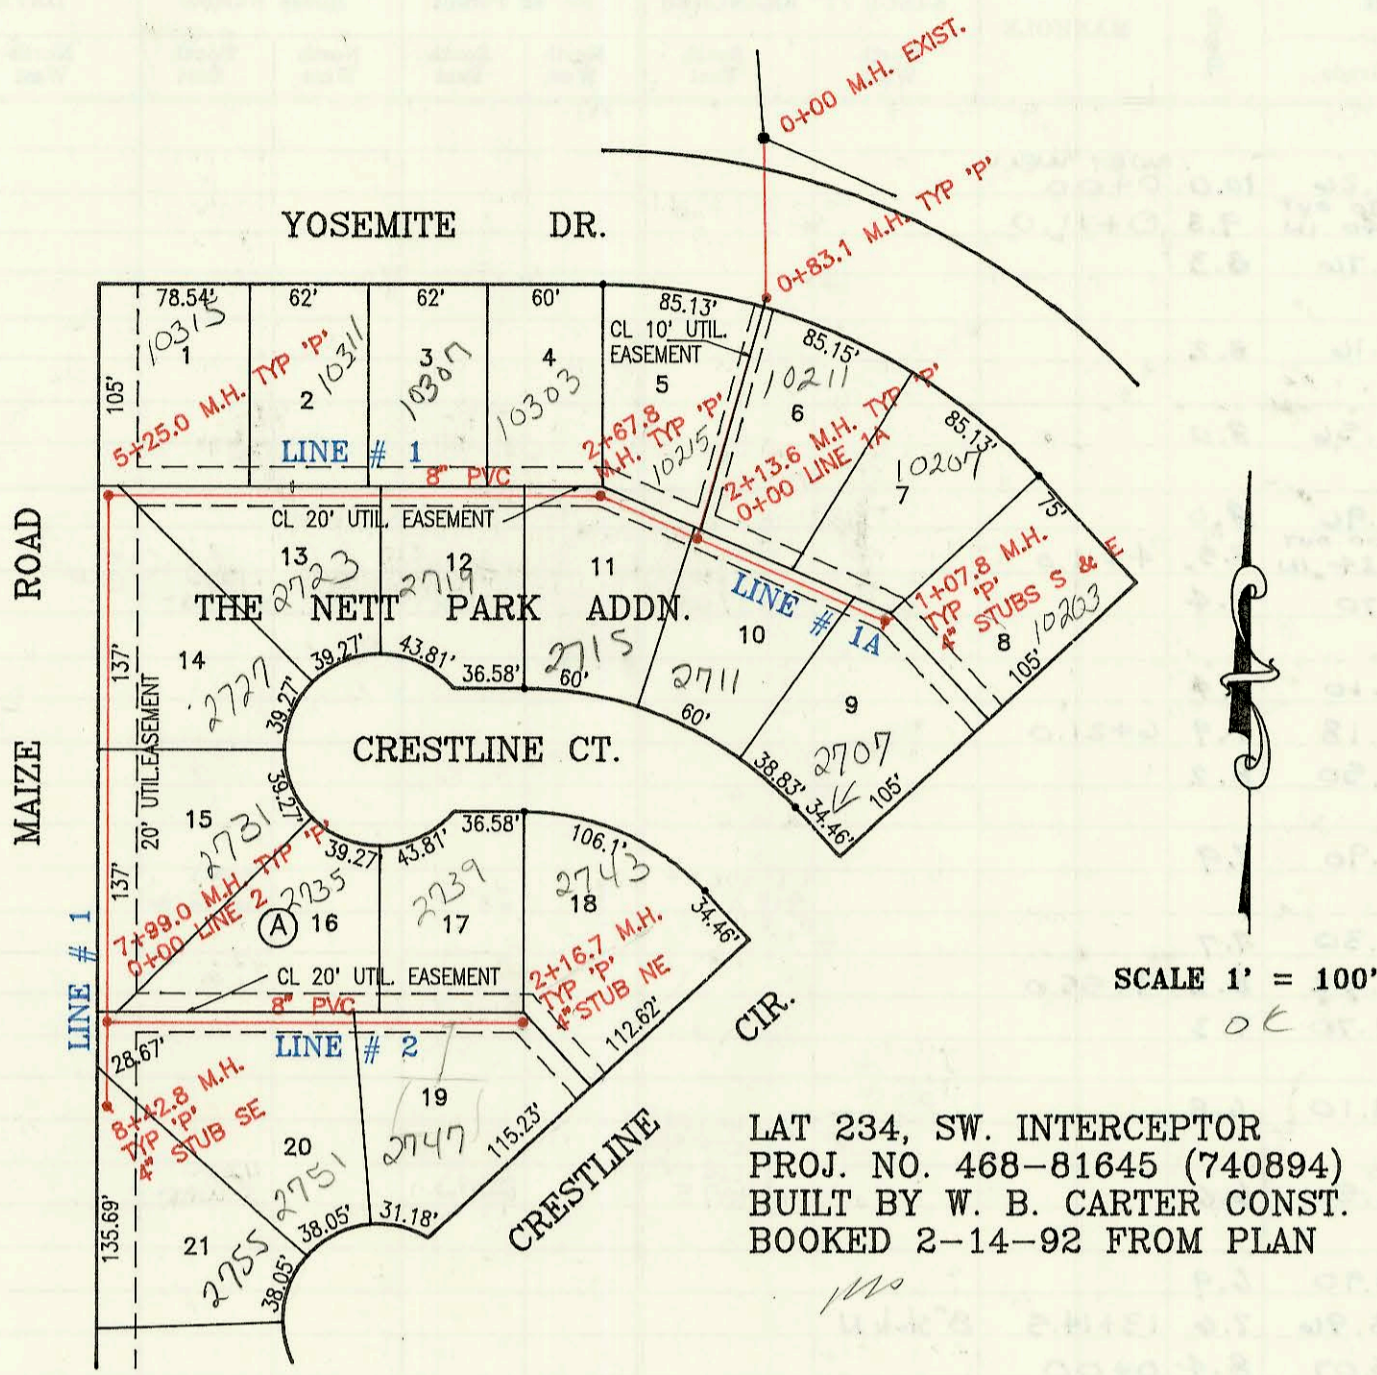 0+00 M.H. EXIST.
0+83.1 M.H. TYP 'P'
YOSEMITE DR.
78.54'
62'
62'
60'
85.13'
85.15'
85.13'
75'
105'
10315
1
10311
2
3
10307
4
10303
CL 10' UTIL.
EASEMENT
5
10215
10211
6
10207
7
5+25.0 M.H. TYP 'P'
2+67.8
M.H. TYP 'P'
2+13.6 M.H. TYP 'P'
0+00 LINE 1A
LINE # 1
8" PVC
CL 20' UTIL. EASEMENT
1+07.8 M.H.
TYP 'P'
4" STUBS S & E
8
10203
105'
LINE # 1A
13
2723
12
2719
11
THE NETT PARK ADDN.
10
14
2727
2715
2711
9
2707
137'
20' UTIL.EASEMENT
39.27'
43.81'
36.58'
60'
60'
38.83'
34.46'
105'
39.27'
MAIZE ROAD
CRESTLINE CT.
39.27'
15
2731
137'
39.27'
43.81'
36.58'
106.1'
34.46'
7+99.0 M.H. TYP 'P'
0+00 LINE 2
2735
A
16
2739
17
2743
18
2+16.7 M.H.
TYP 'P'
4" STUB NE
CL 20' UTIL. EASEMENT
8" PVC
LINE # 1
LINE # 2
112.62'
28.67'
8+42.8 M.H.
TYP 'P'
4" STUB SE
19
2747
115.23'
20
2751
38.05'
31.18'
135.69'
21
2755
38.05'
CRESTLINE CIR.
SCALE 1' = 100'
OK
LAT 234, SW. INTERCEPTOR
PROJ. NO. 468-81645 (740894)
BUILT BY W. B. CARTER CONST.
BOOKED 2-14-92 FROM PLAN